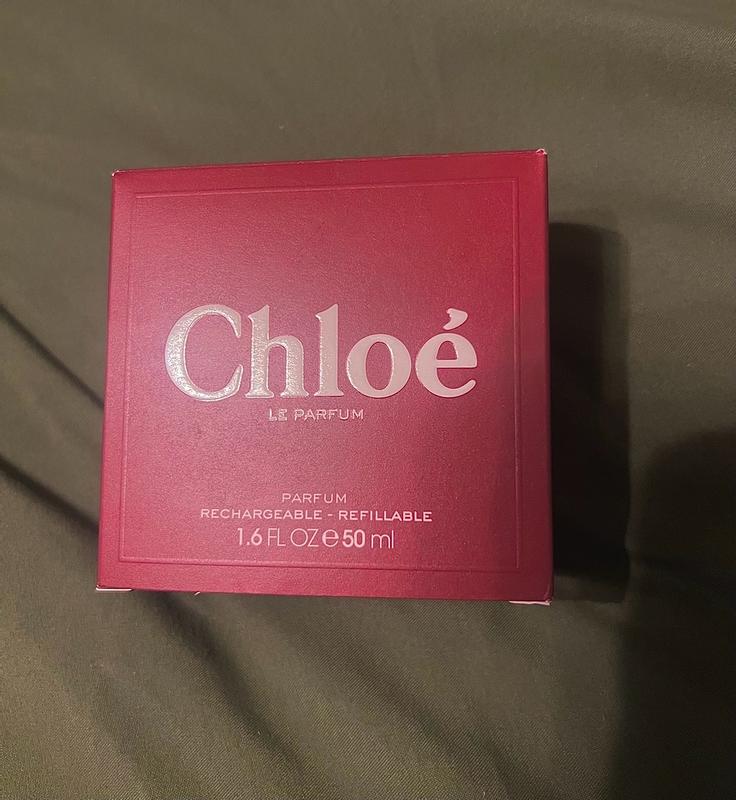 Chloé
LE PARFUM
PARFUM
RECHARGEABLE - REFILLABLE
1.6 FL OZ e 50 ml